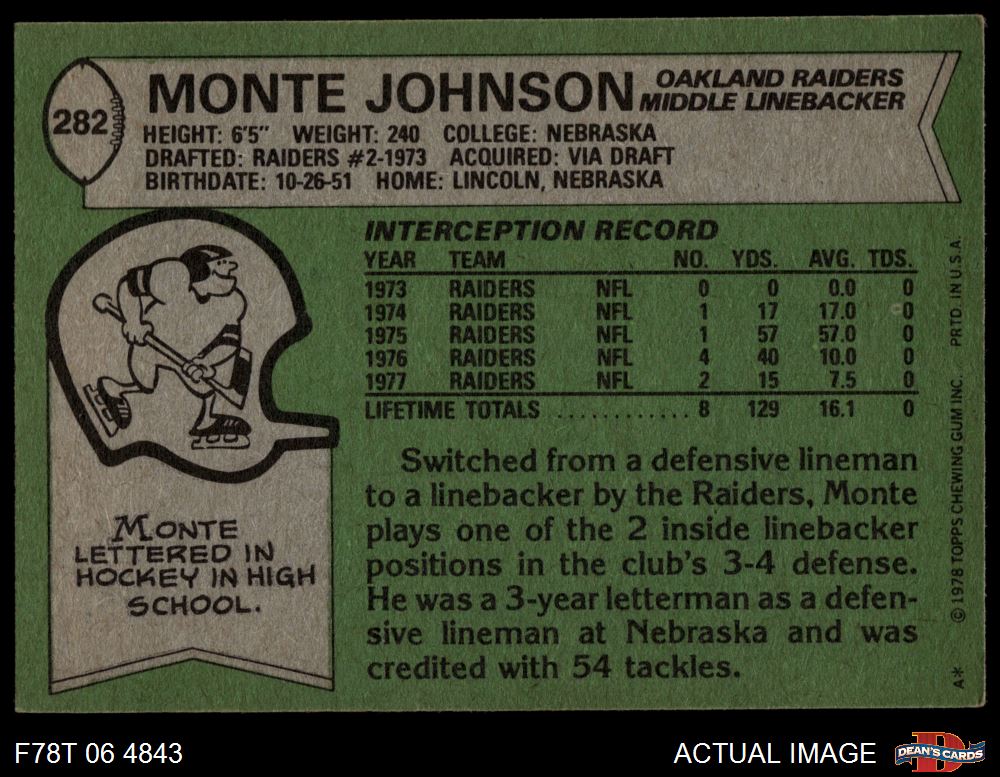 282
MONTE JOHNSON
OAKLAND RAIDERS
MIDDLE LINEBACKER
HEIGHT: 6'5" WEIGHT: 240 COLLEGE: NEBRASKA
DRAFTED: RAIDERS #2-1973 ACQUIRED: VIA DRAFT
BIRTHDATE: 10-26-51 HOME: LINCOLN, NEBRASKA
INTERCEPTION RECORD
YEAR TEAM NO. YDS. AVG. TDS.
1973 RAIDERS NFL 0 0 0.0 0
1974 RAIDERS NFL 1 17 17.0 0
1975 RAIDERS NFL 1 57 57.0 0
1976 RAIDERS NFL 4 40 10.0 0
1977 RAIDERS NFL 2 15 7.5 0
LIFETIME TOTALS ............ 8 129 16.1 0
Switched from a defensive lineman
to a linebacker by the Raiders, Monte
plays one of the 2 inside linebacker
positions in the club's 3-4 defense.
He was a 3-year letterman as a defen-
sive lineman at Nebraska and was
credited with 54 tackles.
MONTE
LETTERED IN
HOCKEY IN HIGH
SCHOOL.
A* © 1978 TOPPS CHEWING GUM INC. PRTD. IN U.S.A.
F78T 06 4843
ACTUAL IMAGE
D
DEAN'S CARDS